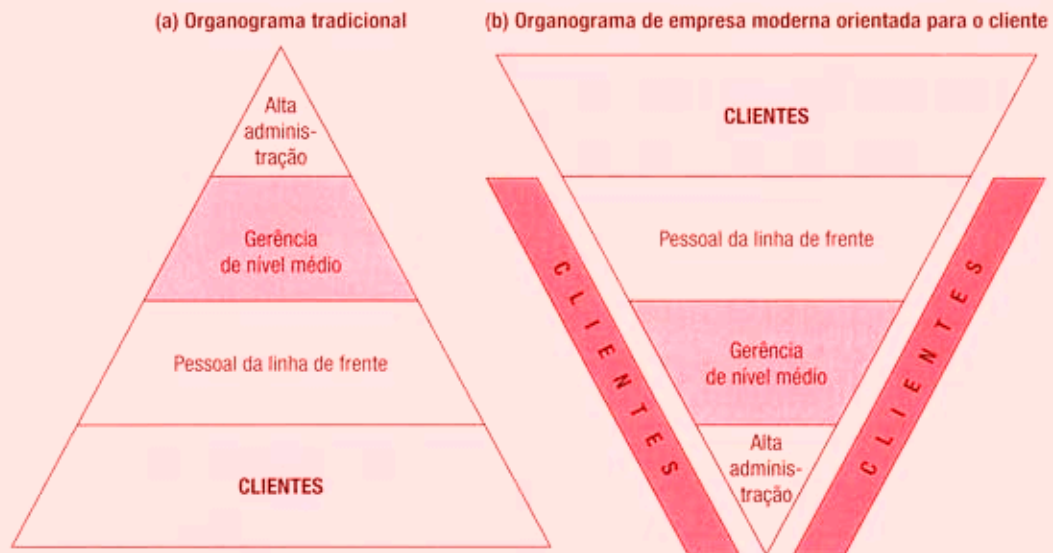 (a) Organograma tradicional
Alta
adminis-
tração
Gerência
de nível médio
Pessoal da linha de frente
CLIENTES
(b) Organograma de empresa moderna orientada para o cliente
CLIENTES
Pessoal da linha de frente
Gerência
de nível médio
Alta
adminis-
tração
CLIENTES
CLIENTES